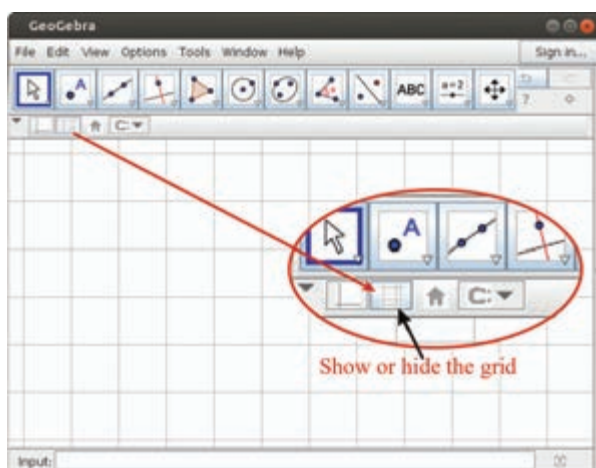 GeoGebra
File Edit View Options Tools Window Help Sign in...
A ABC a=2
A
Show or hide the grid
Input: